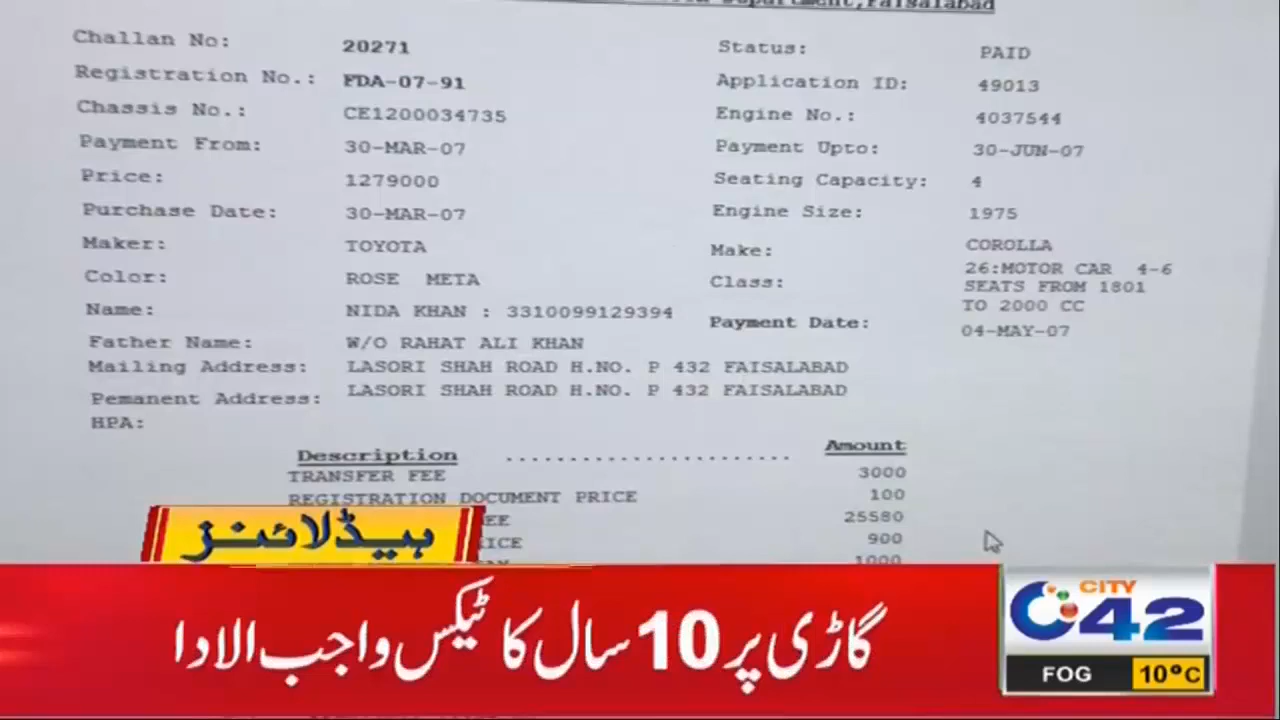 Department,Faisalabad
Challan No: 20271 Status: PAID
Registration No.: FDA-07-91 Application ID: 49013
Chassis No.: CE1200034735 Engine No.: 4037544
Payment From: 30-MAR-07 Payment Upto: 30-JUN-07
Price: 1279000 Seating Capacity: 4
Purchase Date: 30-MAR-07 Engine Size: 1975
Maker: TOYOTA Make: COROLLA
Color: ROSE META Class: 26:MOTOR CAR 4-6
SEATS FROM 1801
TO 2000 CC
Name: NIDA KHAN : 3310099129394 Payment Date: 04-MAY-07
Father Name: W/O RAHAT ALI KHAN
Mailing Address: LASORI SHAH ROAD H.NO. P 432 FAISALABAD
Pemanent Address: LASORI SHAH ROAD H.NO. P 432 FAISALABAD
HPA:
Description ........................ Amount
TRANSFER FEE 3000
REGISTRATION DOCUMENT PRICE 100
25580
900
1000
ہیڈلائنز
گاڑی پر 10 سال کا ٹیکس واجب الادا
CITY
42
FOG 10°C